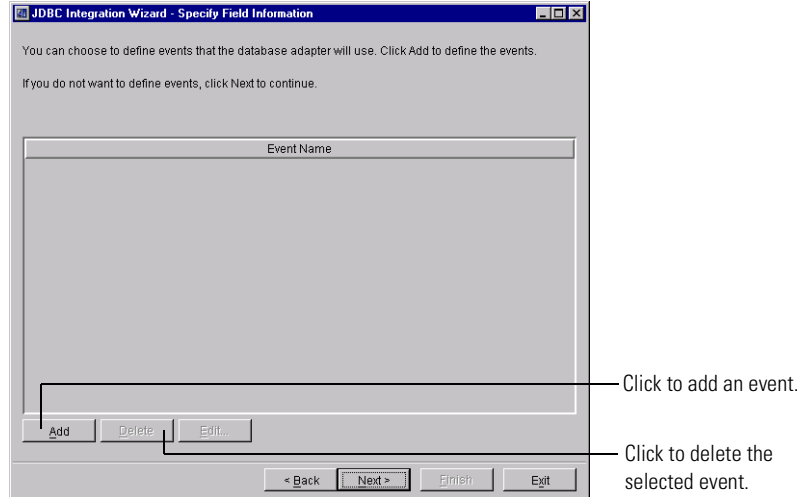 JDBC Integration Wizard - Specify Field Information
You can choose to define events that the database adapter will use. Click Add to define the events.
If you do not want to define events, click Next to continue.
Event Name
Click to add an event.
Add Delete Edit...
Click to delete the
selected event.
< Back Next > Finish Exit